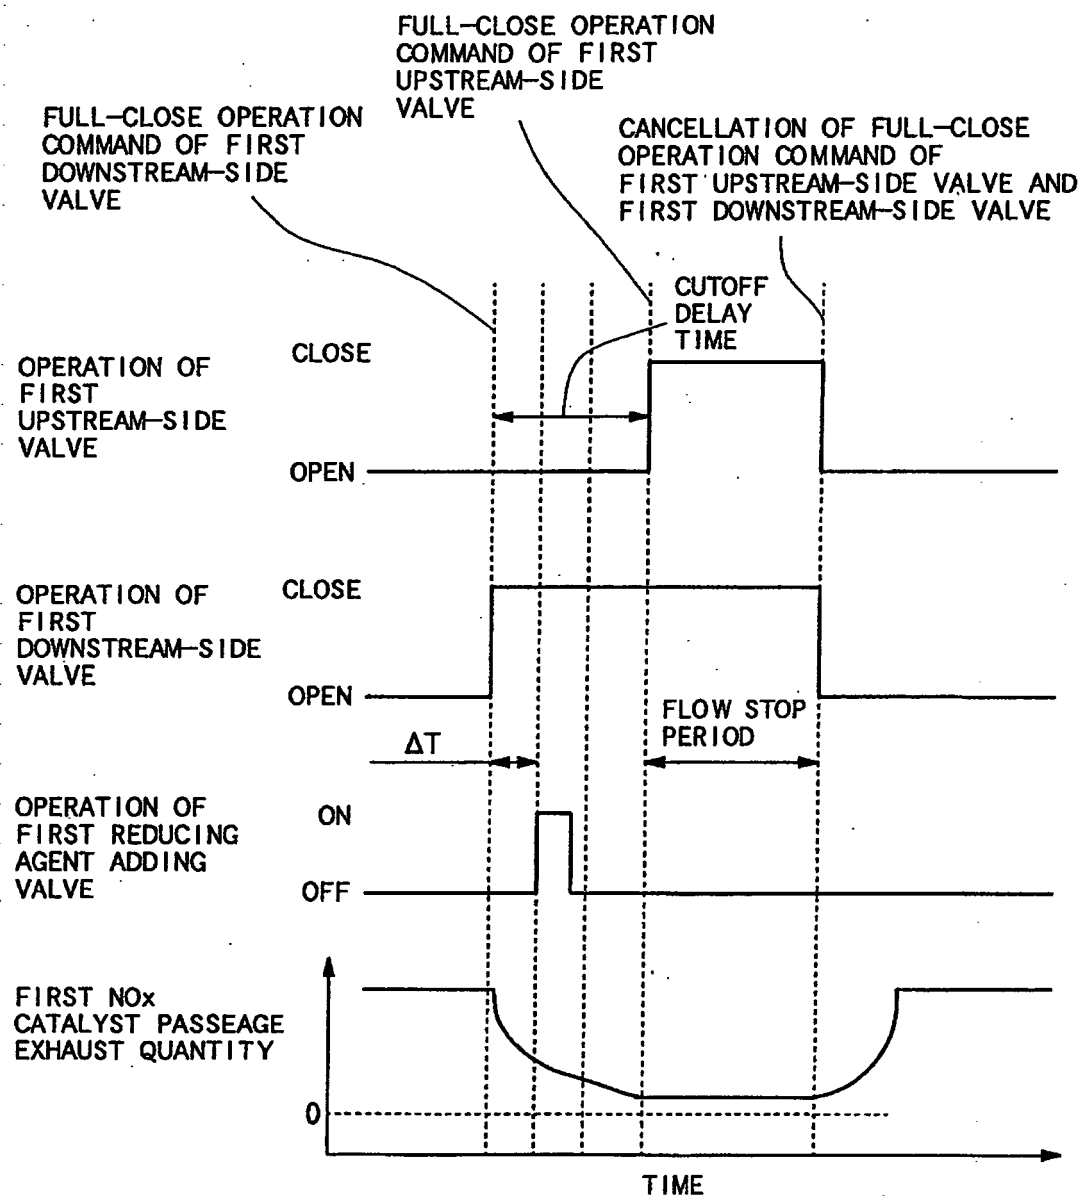 FULL-CLOSE OPERATION
COMMAND OF FIRST
UPSTREAM-SIDE
VALVE
FULL-CLOSE OPERATION
COMMAND OF FIRST
DOWNSTREAM-SIDE
VALVE
CANCELLATION OF FULL-CLOSE
OPERATION COMMAND OF
FIRST UPSTREAM-SIDE VALVE AND
FIRST DOWNSTREAM-SIDE VALVE
CUTOFF
DELAY
TIME
OPERATION OF
FIRST
UPSTREAM-SIDE
VALVE
CLOSE
OPEN
OPERATION OF
FIRST
DOWNSTREAM-SIDE
VALVE
CLOSE
OPEN
FLOW STOP
PERIOD
ΔT
OPERATION OF
FIRST REDUCING
AGENT ADDING
VALVE
ON
OFF
FIRST NOx
CATALYST PASSEAGE
EXHAUST QUANTITY
0
TIME